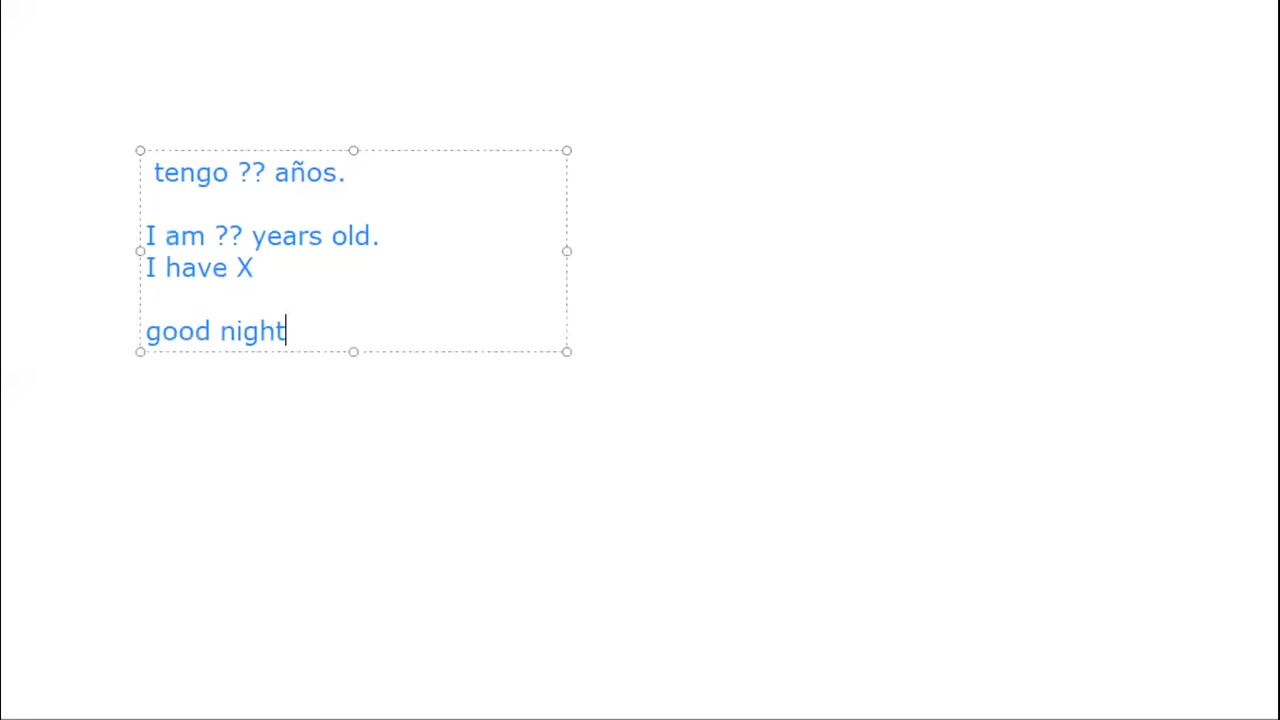 tengo ?? años.
I am ?? years old.
I have X
good night